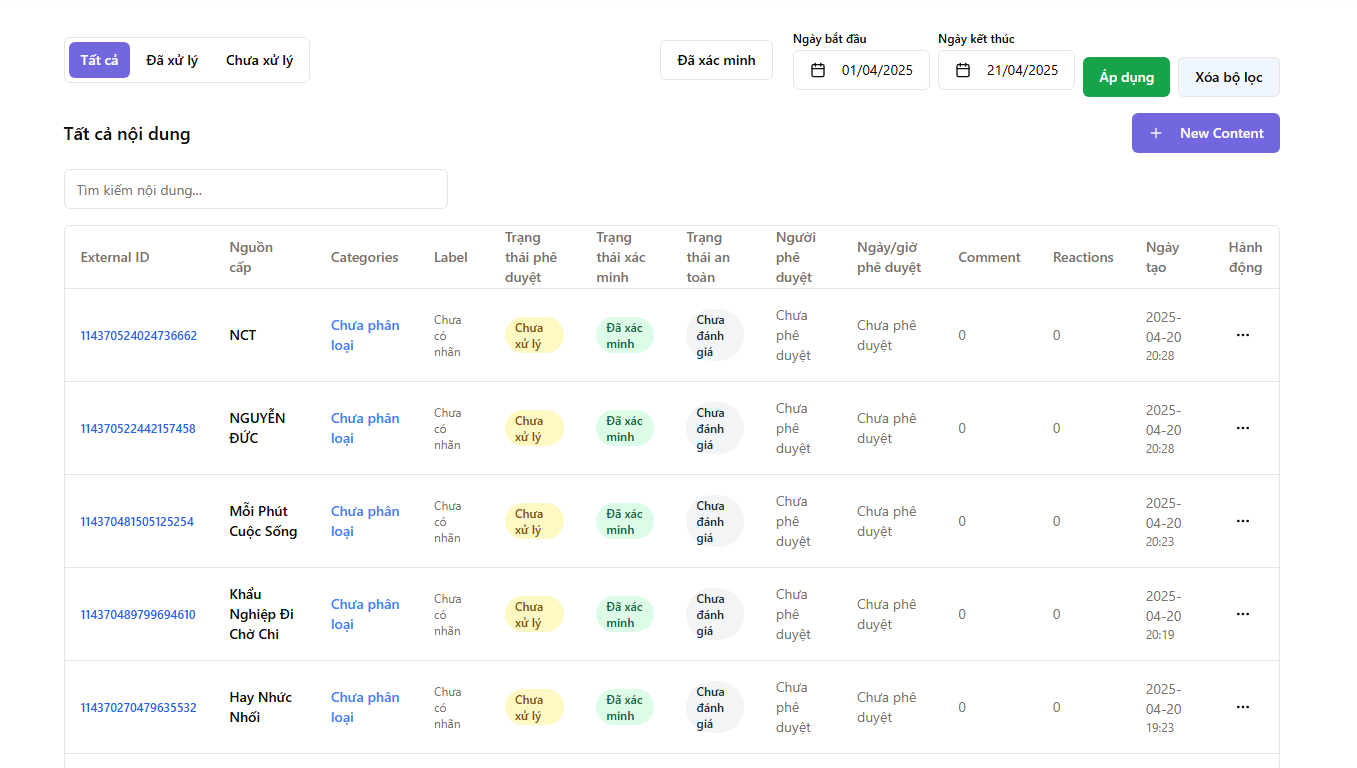 Tất cả Đã xử lý Chưa xử lý
Đã xác minh
Ngày bắt đầu
01/04/2025
Ngày kết thúc
21/04/2025
Áp dụng
Xóa bộ lọc
Tất cả nội dung
+ New Content
Tìm kiếm nội dung...
External ID
Nguồn
cấp
Categories
Label
Trạng
thái phê
duyệt
Trạng
thái xác
minh
Trạng
thái an
toàn
Người
phê
duyệt
Ngày/giờ
phê duyệt
Comment
Reactions
Ngày
tạo
Hành
động
114370524024736662
NCT
Chưa phân
loại
Chưa
có
nhãn
Chưa
xử lý
Đã xác
minh
Chưa
đánh
giá
Chưa
phê
duyệt
Chưa phê
duyệt
0
0
2025-
04-20
20:28
114370522442157458
NGUYỄN
ĐỨC
Chưa phân
loại
Chưa
có
nhãn
Chưa
xử lý
Đã xác
minh
Chưa
đánh
giá
Chưa
phê
duyệt
Chưa phê
duyệt
0
0
2025-
04-20
20:28
114370481505125254
Mỗi Phút
Cuộc Sống
Chưa phân
loại
Chưa
có
nhãn
Chưa
xử lý
Đã xác
minh
Chưa
đánh
giá
Chưa
phê
duyệt
Chưa phê
duyệt
0
0
2025-
04-20
20:23
114370489799694610
Khẩu
Nghiệp Đi
Chờ Chi
Chưa phân
loại
Chưa
có
nhãn
Chưa
xử lý
Đã xác
minh
Chưa
đánh
giá
Chưa
phê
duyệt
Chưa phê
duyệt
0
0
2025-
04-20
20:19
114370270479635532
Hay Nhức
Nhối
Chưa phân
loại
Chưa
có
nhãn
Chưa
xử lý
Đã xác
minh
Chưa
đánh
giá
Chưa
phê
duyệt
Chưa phê
duyệt
0
0
2025-
04-20
19:23